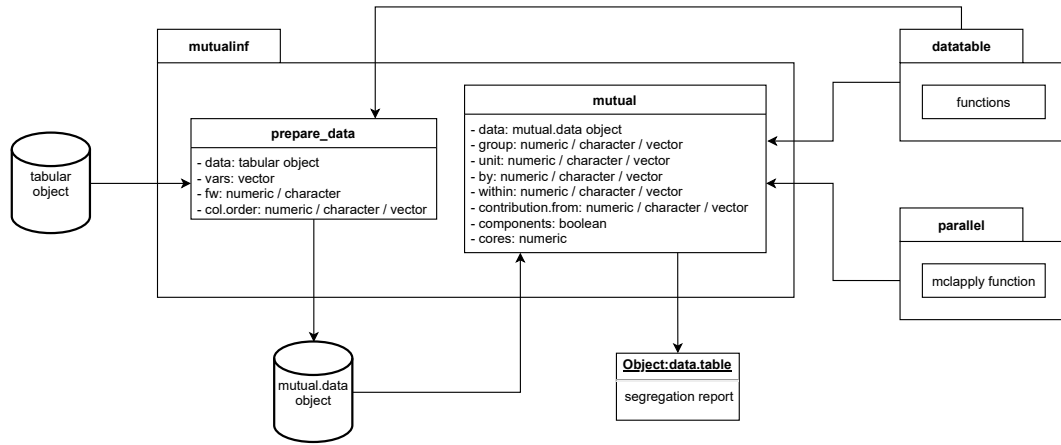 mutualinf
datatable
functions
mutual
- data: mutual.data object
- group: numeric / character / vector
- unit: numeric / character / vector
- by: numeric / character / vector
- within: numeric / character / vector
- contribution.from: numeric / character / vector
- components: boolean
- cores: numeric
prepare_data
- data: tabular object
- vars: vector
- fw: numeric / character
- col.order: numeric / character / vector
tabular
object
parallel
mclapply function
mutual.data
object
Object:data.table
segregation report